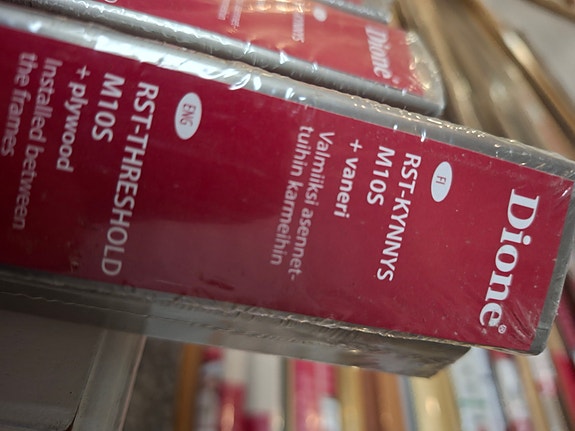 Dione®
FI
RST-KYNNYS
M10S
+ vaneri
Valmiiksi asennet-
tuihin karmeihin
ENG
RST-THRESHOLD
M10S
+ plywood
Installed between
the frames
Dione